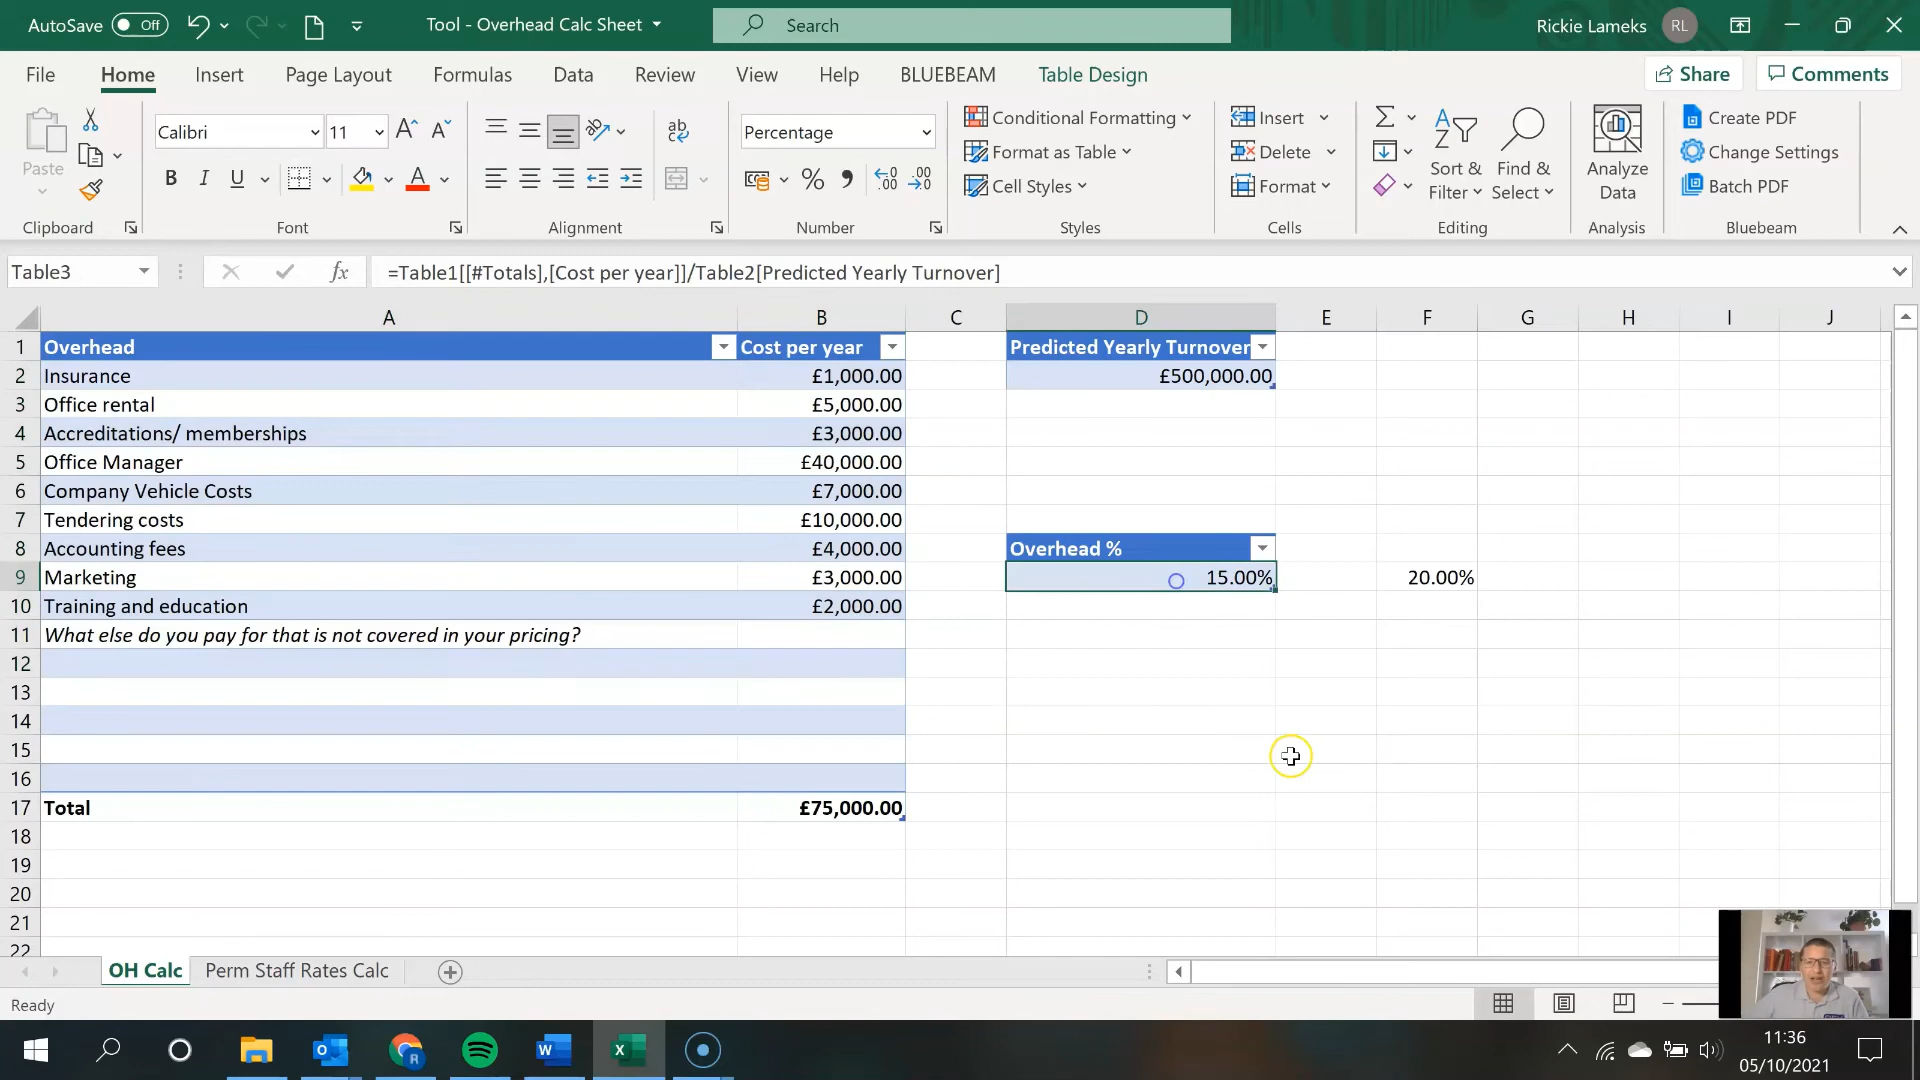 AutoSave Off Tool - Overhead Calc Sheet Search Rickie Lameks RL
File Home Insert Page Layout Formulas Data Review View Help BLUEBEAM Table Design Share Comments
Paste Calibri 11 ab Percentage Conditional Formatting Insert Create PDF
Format as Table Delete Sort & Find & Analyze Change Settings
B I U A % Cell Styles Format Filter Select Data Batch PDF
Clipboard Font Alignment Number Styles Cells Editing Analysis Bluebeam
Table3 fx =Table1[[#Totals],[Cost per year]]/Table2[Predicted Yearly Turnover]
A B C D E F G H I J
1 Overhead Cost per year Predicted Yearly Turnover
2 Insurance £1,000.00 £500,000.00
3 Office rental £5,000.00
4 Accreditations/ memberships £3,000.00
5 Office Manager £40,000.00
6 Company Vehicle Costs £7,000.00
7 Tendering costs £10,000.00
8 Accounting fees £4,000.00 Overhead %
9 Marketing £3,000.00 15.00% 20.00%
10 Training and education £2,000.00
11 What else do you pay for that is not covered in your pricing?
12
13
14
15
16
17 Total £75,000.00
18
19
20
21
22
OH Calc Perm Staff Rates Calc
Ready
11:36
05/10/2021